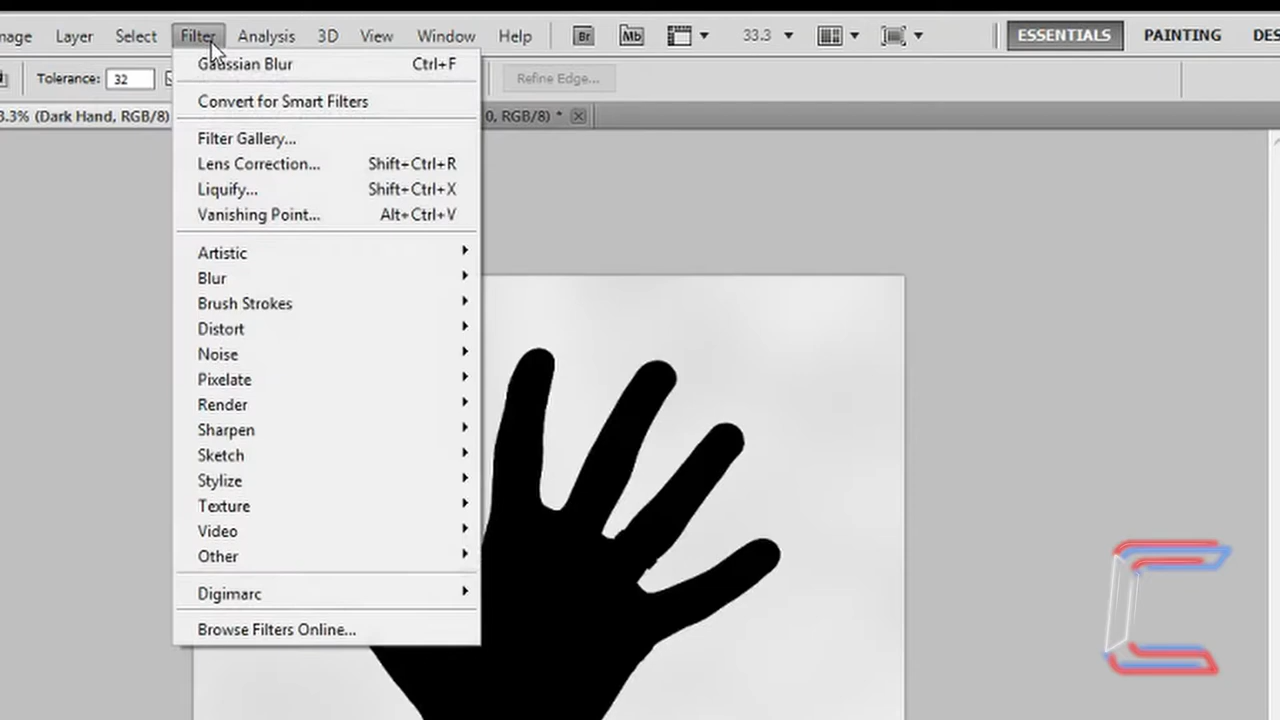 mage Layer Select Filter Analysis 3D View Window Help Br Mb 33.3 ESSENTIALS PAINTING DES
Tolerance: 32 Refine Edge...
3.3% (Dark Hand, RGB/8) 0, RGB/8) *
Gaussian Blur Ctrl+F
Convert for Smart Filters
Filter Gallery...
Lens Correction... Shift+Ctrl+R
Liquify... Shift+Ctrl+X
Vanishing Point... Alt+Ctrl+V
Artistic
Blur
Brush Strokes
Distort
Noise
Pixelate
Render
Sharpen
Sketch
Stylize
Texture
Video
Other
Digimarc
Browse Filters Online...